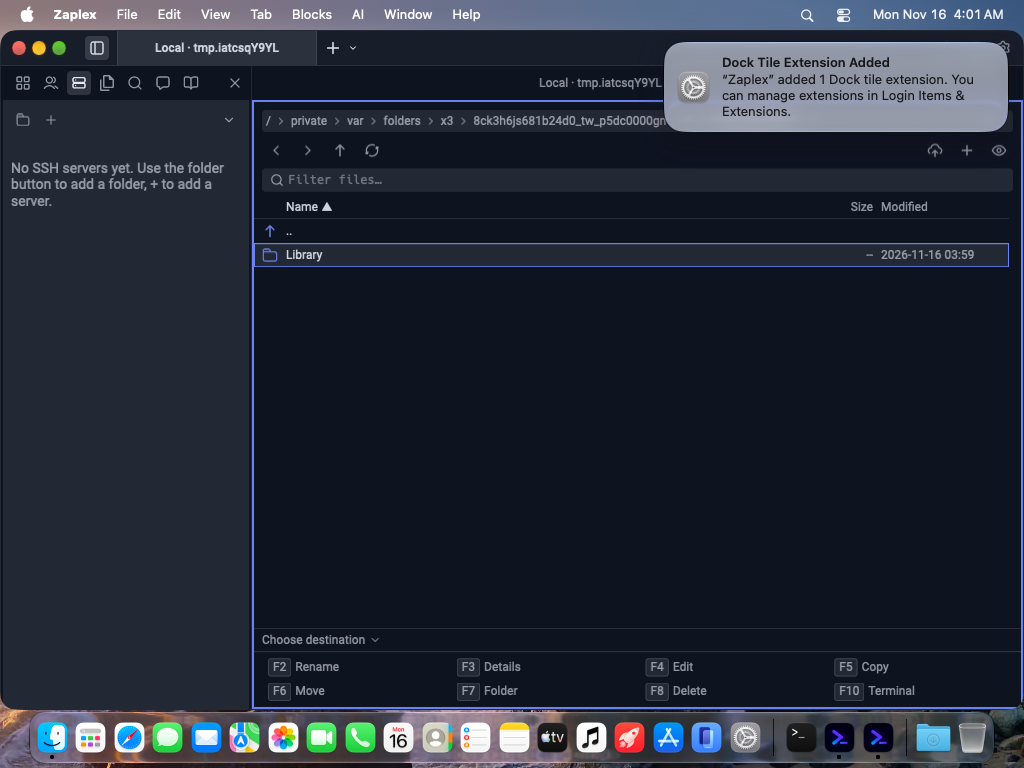 Zaplex File Edit View Tab Blocks AI Window Help Mon Nov 16 4:01 AM
Local · tmp.iatcsqY9YL
Dock Tile Extension Added
“Zaplex” added 1 Dock tile extension. You
can manage extensions in Login Items &
Extensions.
Local · tmp.iatcsqY9YL
/ > private > var > folders > x3 > 8ck3h6js681b24d0_tw_p5dc0000gn
No SSH servers yet. Use the folder
button to add a folder, + to add a
server.
Filter files…
Name Size Modified
..
Library -- 2026-11-16 03:59
Choose destination
F2 Rename F3 Details F4 Edit F5 Copy
F6 Move F7 Folder F8 Delete F10 Terminal
Nov
16
tv